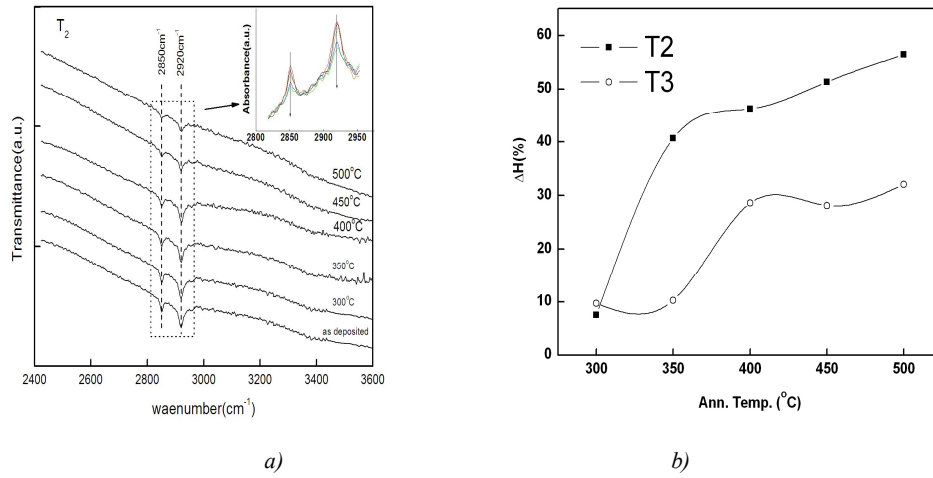 T2
2850cm-1
2920cm-1
Absorbance(a.u.)
2800 2850 2900 2950
Transmittance(a.u.)
500°C
450°C
400°C
350°C
300°C
as deposited
2400 2600 2800 3000 3200 3400 3600
waenumber(cm-1)
a)
60
50
40
30
20
10
0
ΔH(%)
T2
T3
300 350 400 450 500
Ann. Temp. (°C)
b)